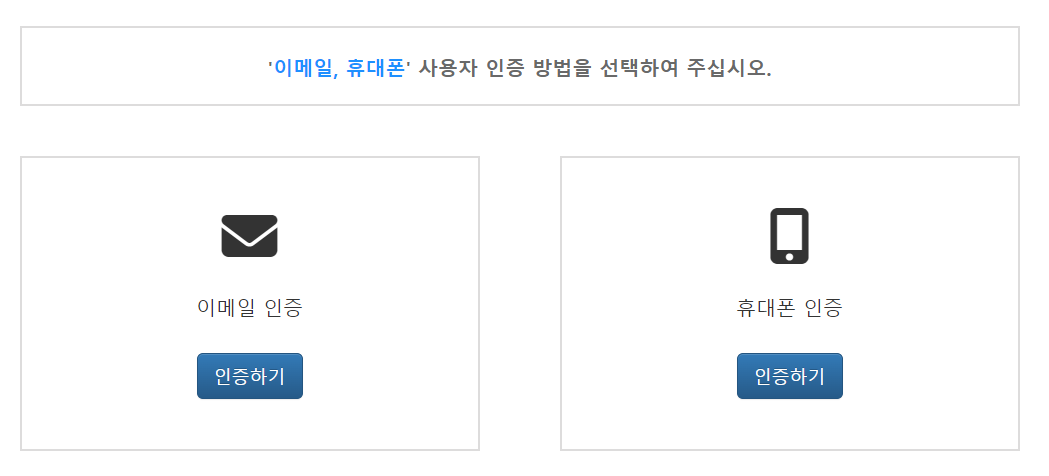 '이메일, 휴대폰' 사용자 인증 방법을 선택하여 주십시오.
이메일 인증
인증하기
휴대폰 인증
인증하기